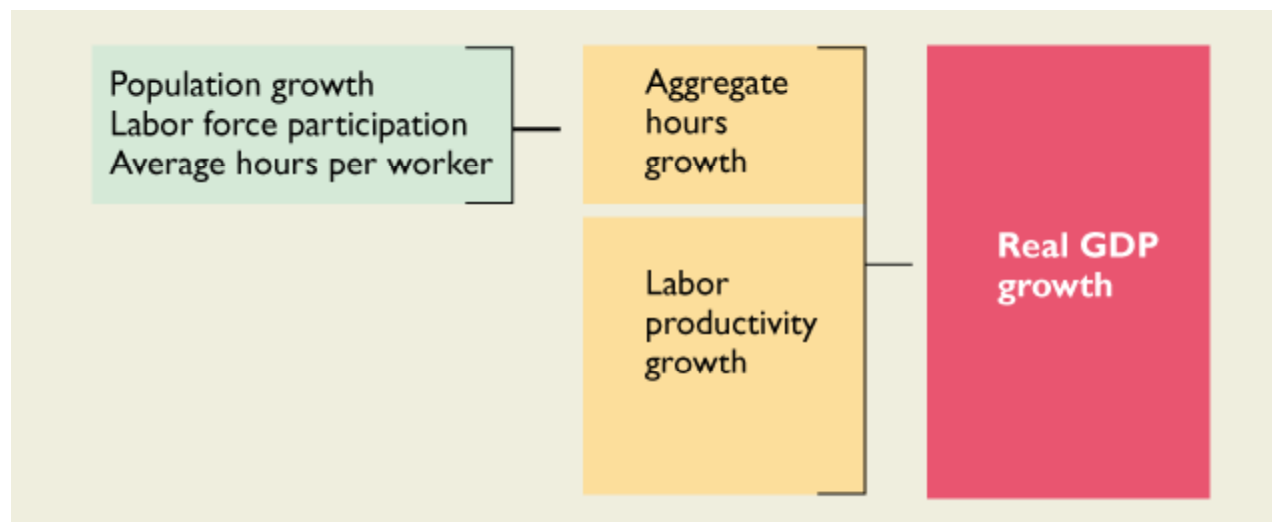 Population growth
Labor force participation
Average hours per worker
Aggregate
hours
growth
Labor
productivity
growth
Real GDP
growth